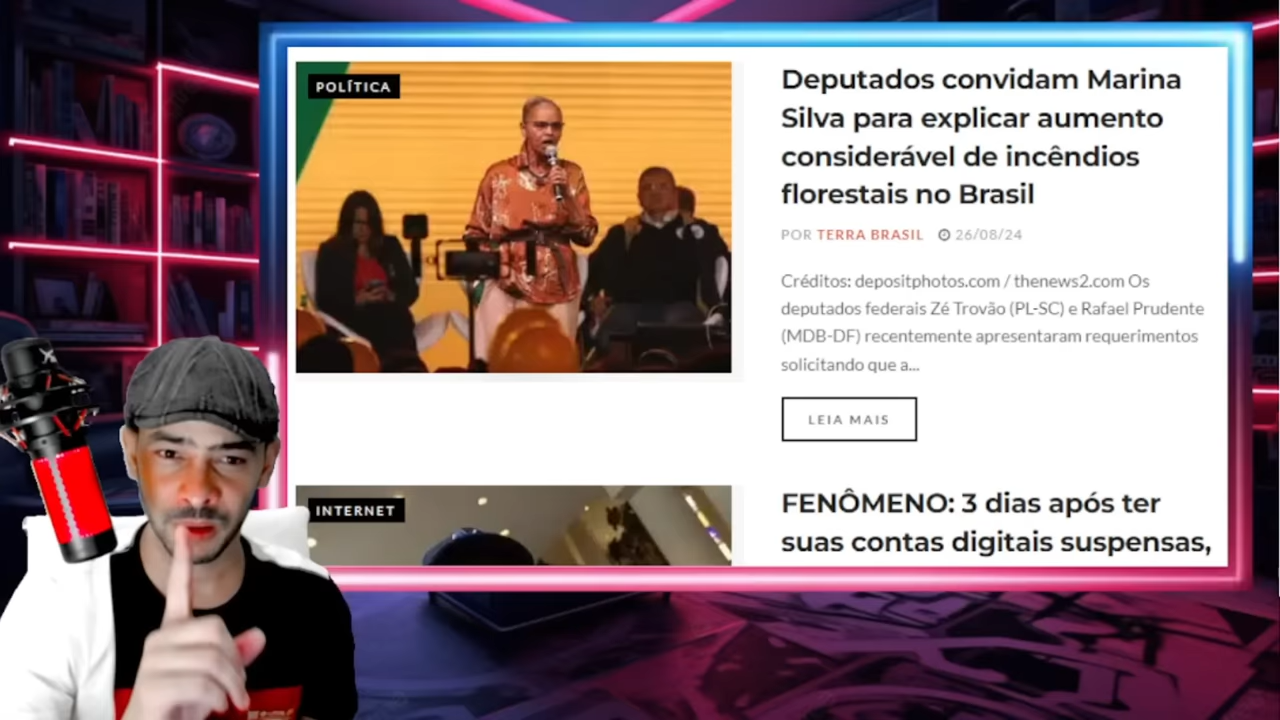 POLÍTICA
Deputados convidam Marina
Silva para explicar aumento
considerável de incêndios
florestais no Brasil
POR TERRA BRASIL 26/08/24
Créditos: depositphotos.com / thenews2.com Os
deputados federais Zé Trovão (PL-SC) e Rafael Prudente
(MDB-DF) recentemente apresentaram requerimentos
solicitando que a...
LEIA MAIS
INTERNET
FENÔMENO: 3 dias após ter
suas contas digitais suspensas,